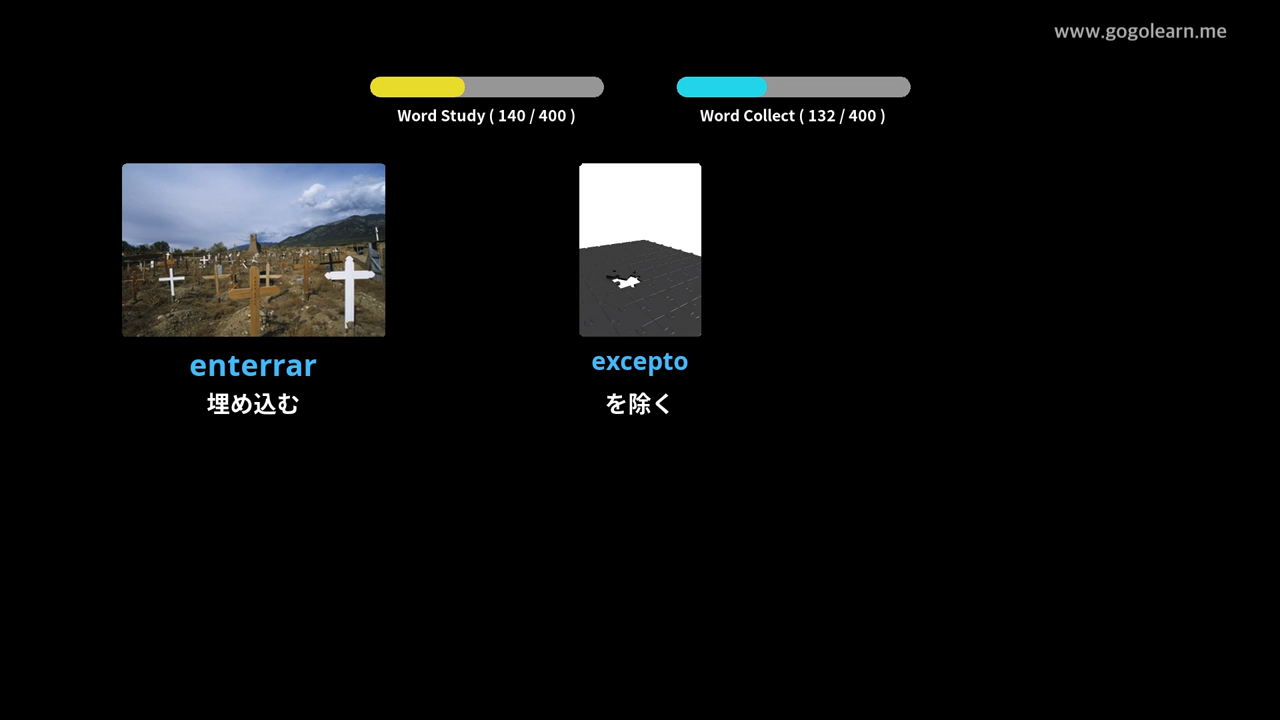 www.gogolearn.me
Word Study ( 140 / 400 )
Word Collect ( 132 / 400 )
enterrar
埋め込む
excepto
を除く